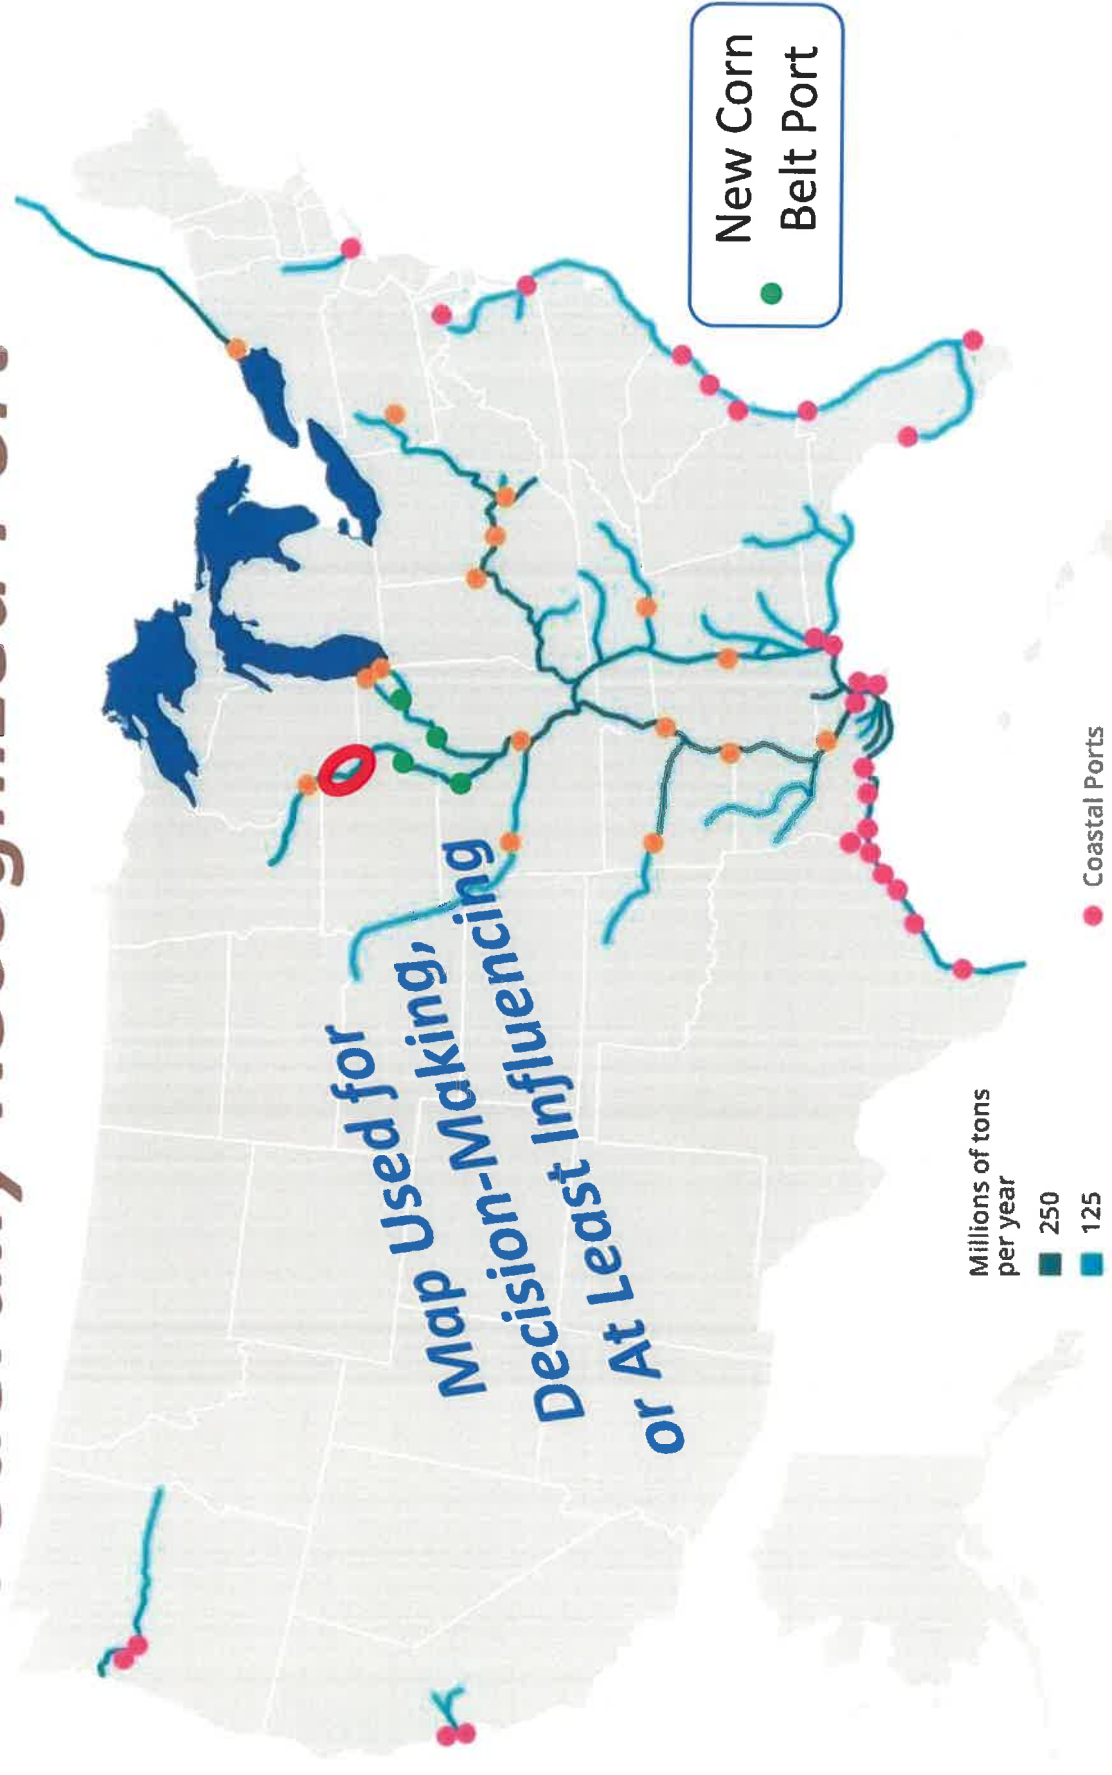 Map Used for
Decision-Making,
or At Least Influencing
New Corn
Belt Port
Millions of tons
per year
250
125
Coastal Ports